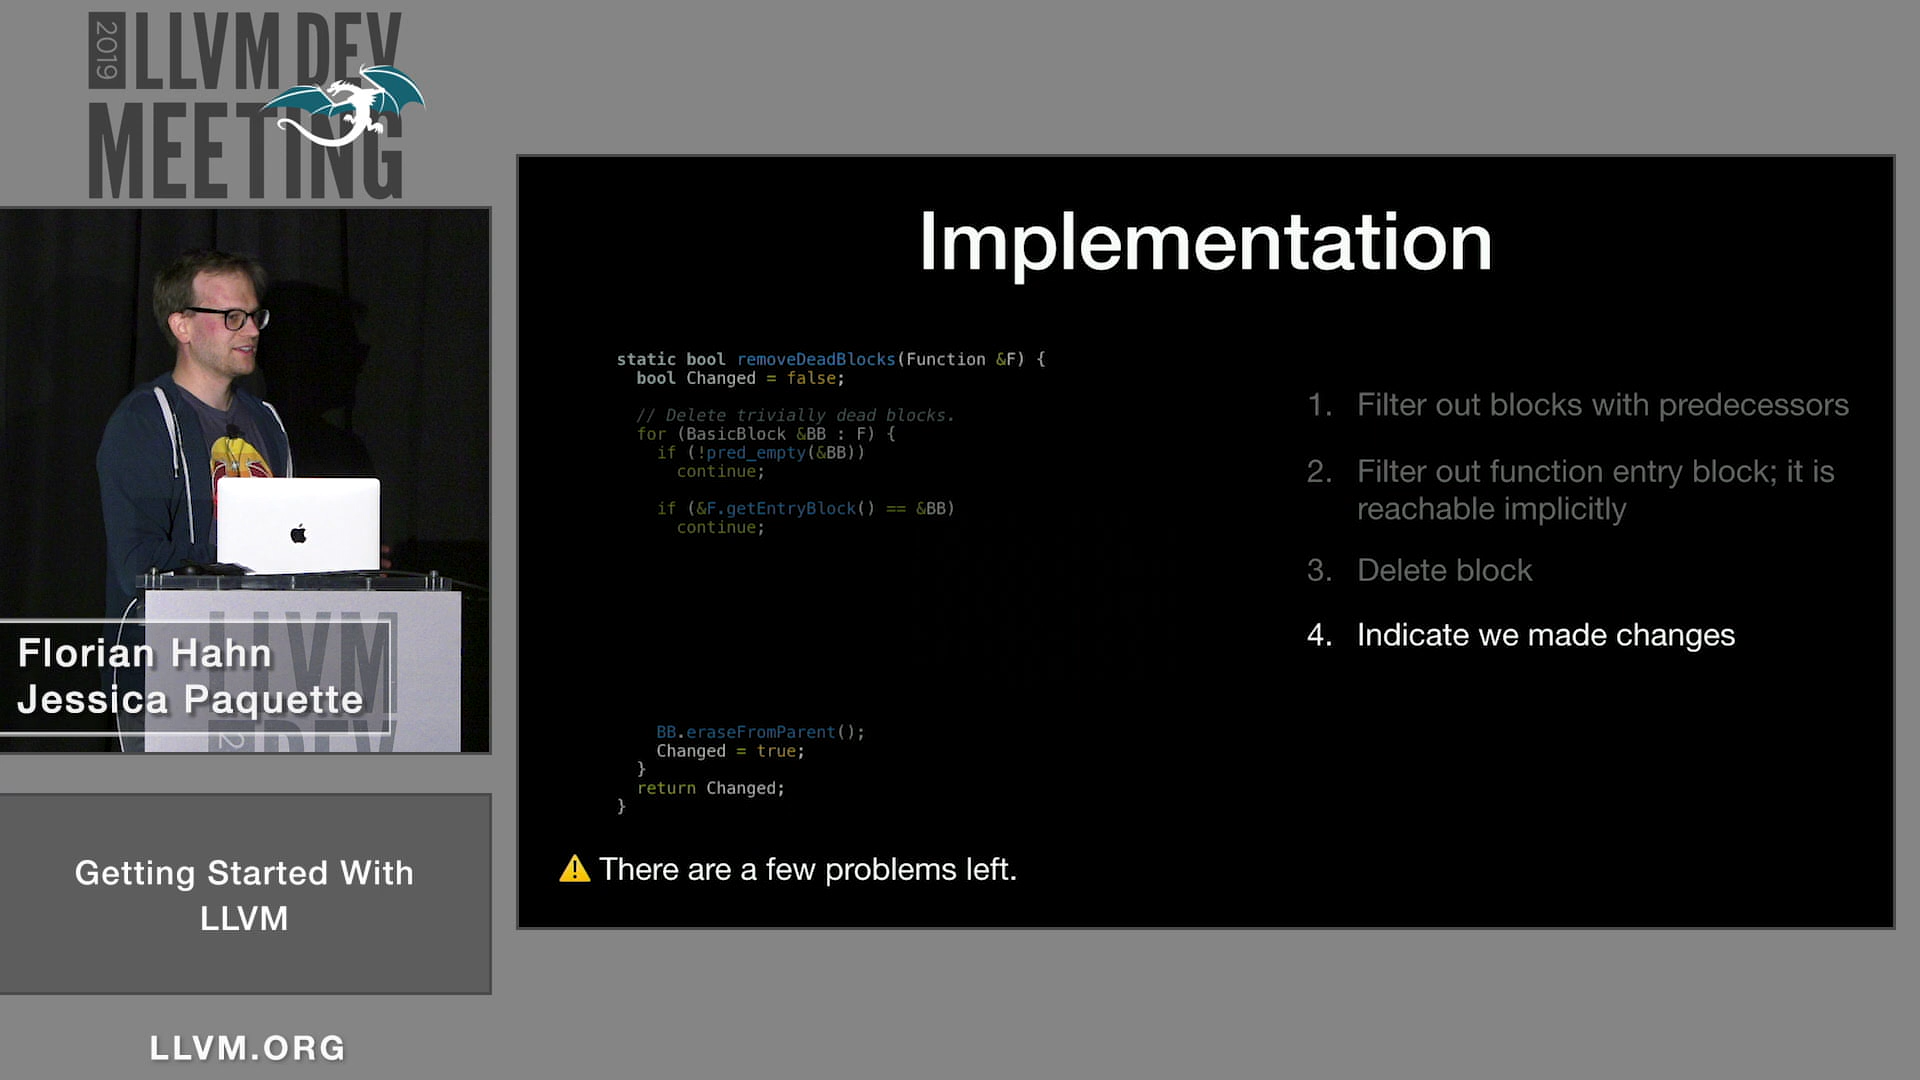 2019
LLVM DEV
MEETING
Implementation
static bool removeDeadBlocks(Function &F) {
bool Changed = false;
// Delete trivially dead blocks.
for (BasicBlock &BB : F) {
if (!pred_empty(&BB))
continue;
if (&F.getEntryBlock() == &BB)
continue;
BB.eraseFromParent();
Changed = true;
}
return Changed;
}
1. Filter out blocks with predecessors
2. Filter out function entry block; it is
reachable implicitly
3. Delete block
4. Indicate we made changes
There are a few problems left.
LLVM
Florian Hahn
Jessica Paquette
Getting Started With
LLVM
LLVM.ORG